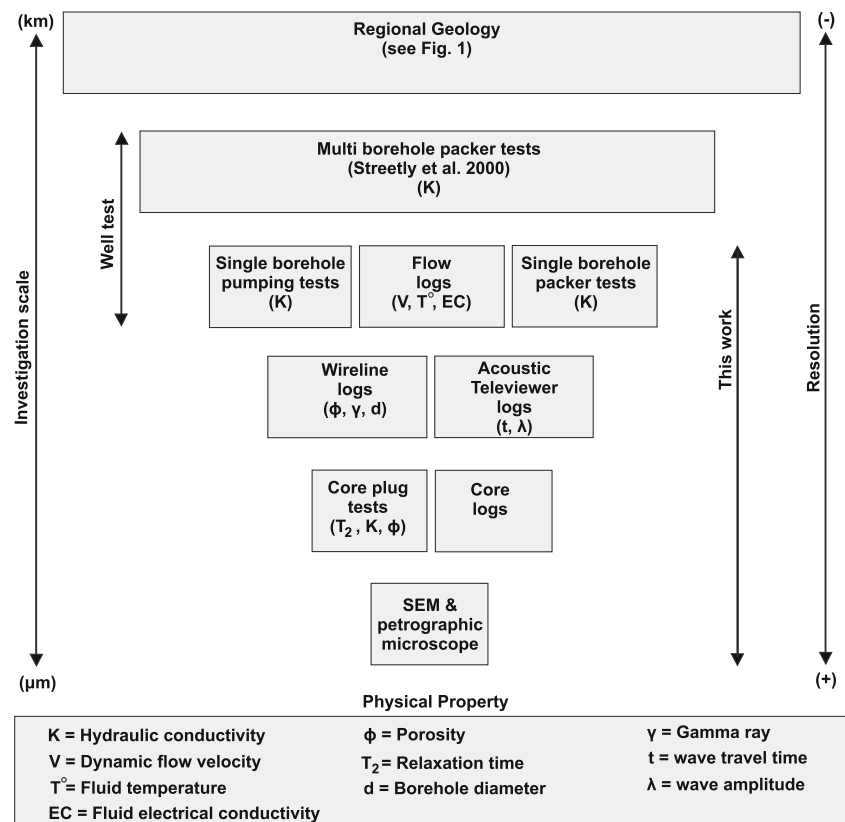 (km)
(-)
Regional Geology
(see Fig. 1)
Multi borehole packer tests
(Streetly et al. 2000)
(K)
Well test
Single borehole
pumping tests
(K)
Flow
logs
(V, T°, EC)
Single borehole
packer tests
(K)
Investigation scale
This work
Resolution
Wireline
logs
(ϕ, γ, d)
Acoustic
Televiewer
logs
(t, λ)
Core plug
tests
(T₂ , K, ϕ)
Core
logs
SEM &
petrographic
microscope
(µm)
(+)
Physical Property
K = Hydraulic conductivity
V = Dynamic flow velocity
T°= Fluid temperature
EC = Fluid electrical conductivity
ϕ = Porosity
T₂= Relaxation time
d = Borehole diameter
γ = Gamma ray
t = wave travel time
λ = wave amplitude